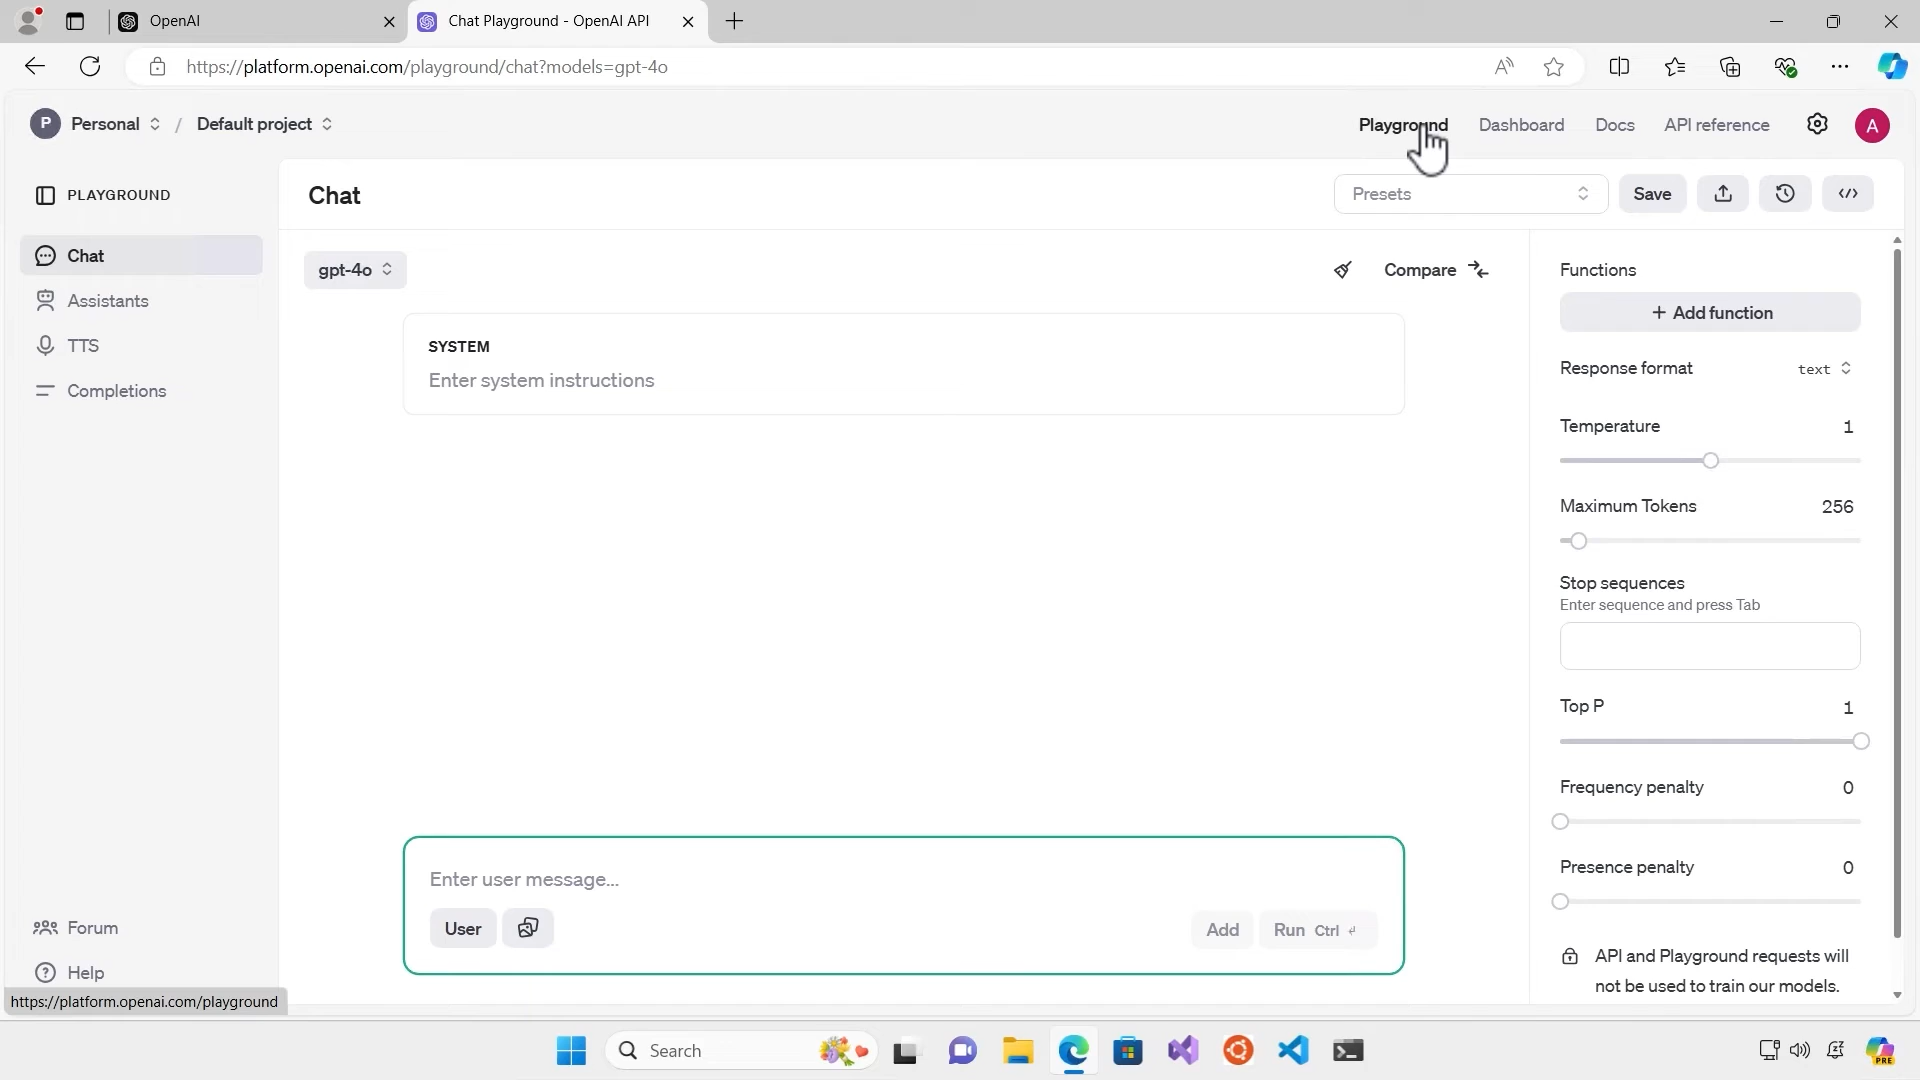 OpenAI
Chat Playground - OpenAI API
https://platform.openai.com/playground/chat?models=gpt-4o
P Personal / Default project
Playground Dashboard Docs API reference A
PLAYGROUND
Chat
Assistants
TTS
Completions
Forum
Help
https://platform.openai.com/playground
Chat
Presets Save
gpt-4o Compare
SYSTEM
Enter system instructions
Enter user message...
User Add Run Ctrl ↲
Functions
+ Add function
Response format text
Temperature 1
Maximum Tokens 256
Stop sequences
Enter sequence and press Tab
Top P 1
Frequency penalty 0
Presence penalty 0
API and Playground requests will
not be used to train our models.
Search
PRE